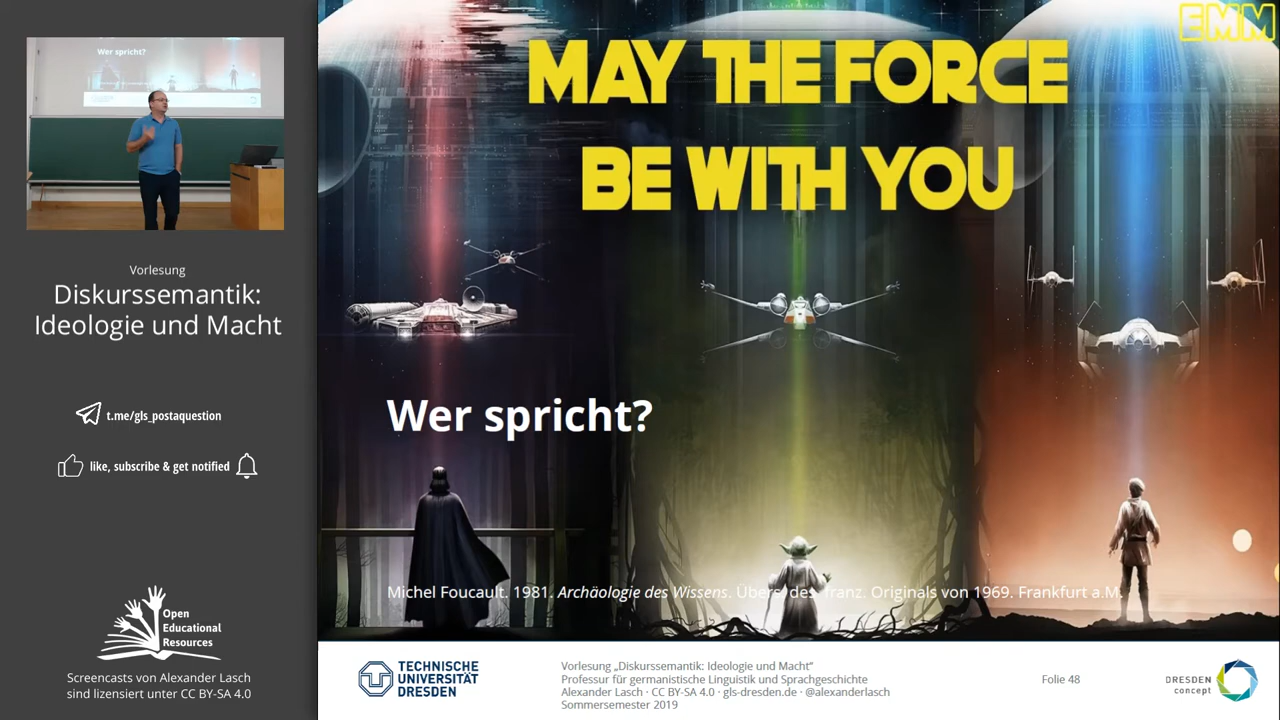 Wer spricht?
Vorlesung
Diskurssemantik:
Ideologie und Macht
t.me/gls_postaquestion
like, subscribe & get notified
Open
Educational
Resources
Screencasts von Alexander Lasch
sind lizensiert unter CC BY-SA 4.0
EMM
MAY THE FORCE
BE WITH YOU
Wer spricht?
Michel Foucault. 1981. Archäologie des Wissens. Übers. des franz. Originals von 1969. Frankfurt a.M.
TECHNISCHE
UNIVERSITÄT
DRESDEN
Vorlesung „Diskurssemantik: Ideologie und Macht“
Professur für germanistische Linguistik und Sprachgeschichte
Alexander Lasch · CC BY-SA 4.0 · gls-dresden.de · @alexanderlasch
Sommersemester 2019
Folie 48
DRESDEN
concept